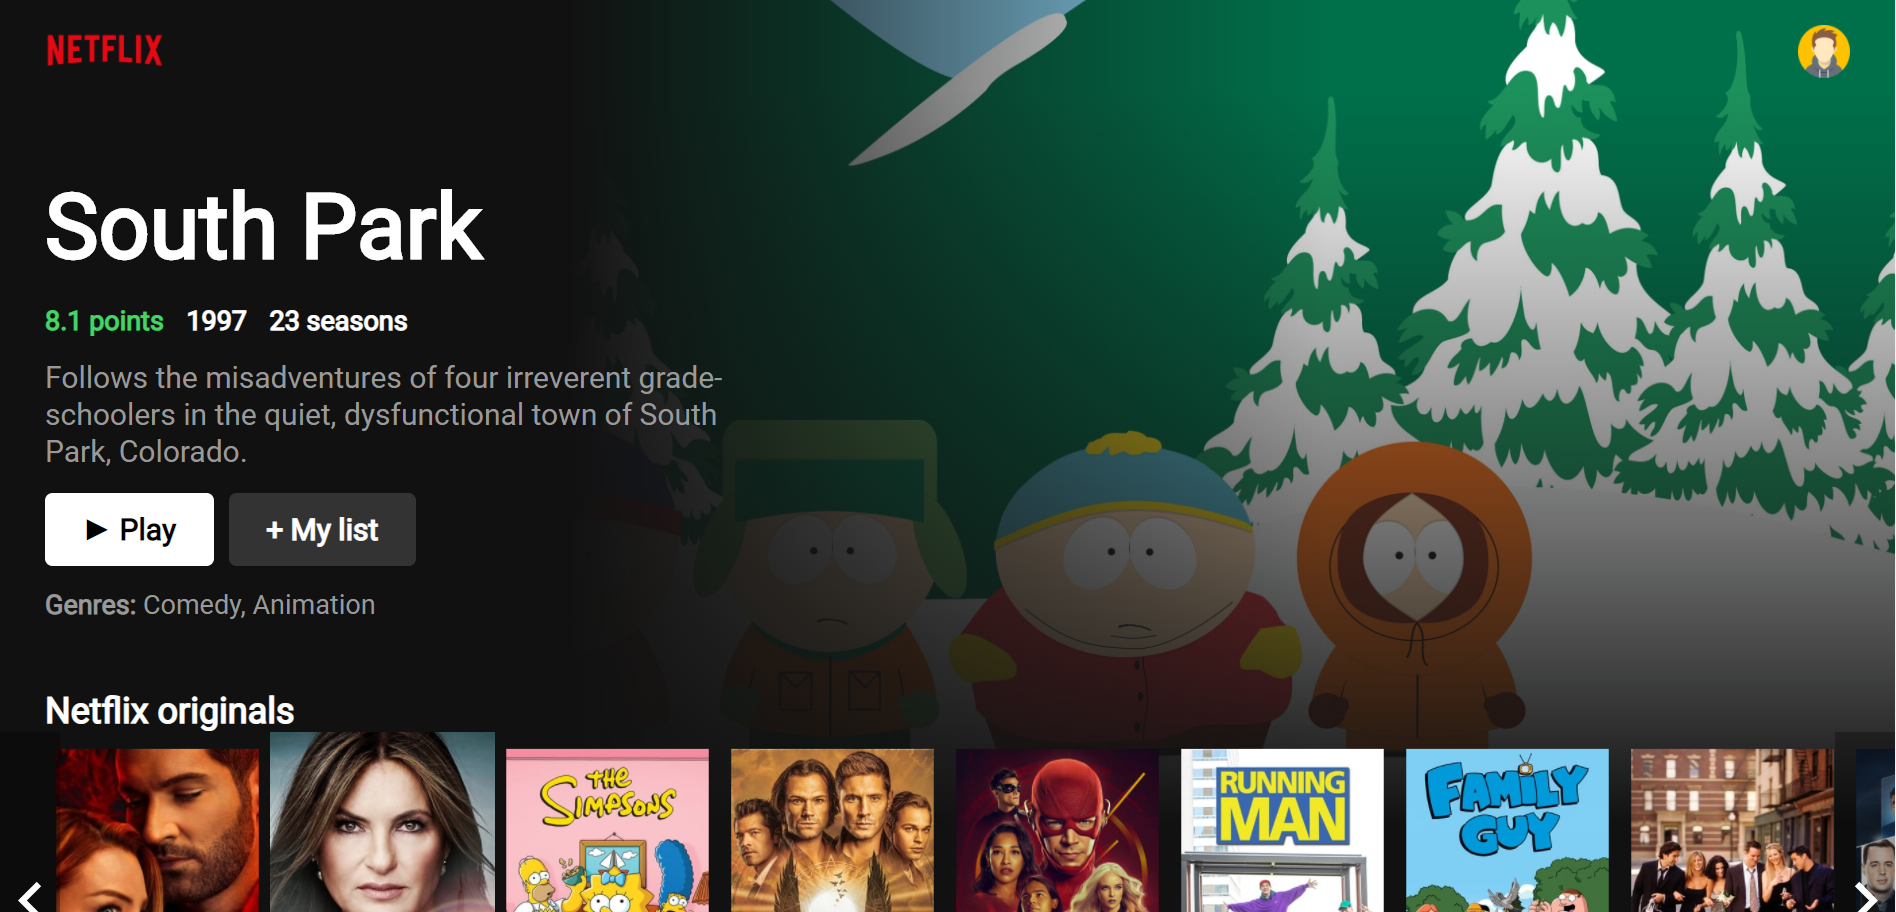 NETFLIX
South Park
8.1 points 1997 23 seasons
Follows the misadventures of four irreverent grade-
schoolers in the quiet, dysfunctional town of South
Park, Colorado.
Play
+ My list
Genres: Comedy, Animation
Netflix originals
THE
SIMPSONS
RUNNING
MAN
FAMILY
GUY